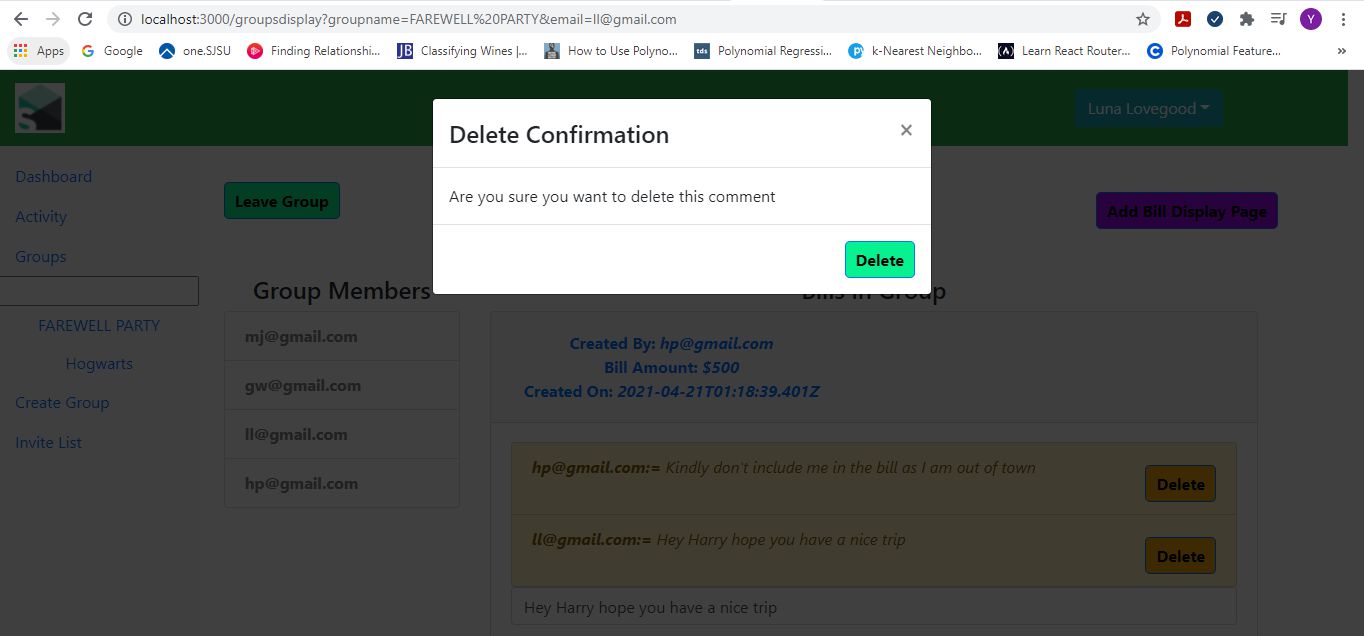 localhost:3000/groupsdisplay?groupname=FAREWELL%20PARTY&email=ll@gmail.com
Y
Apps
Google
one.SJSU
Finding Relationshi...
JB
Classifying Wines |...
How to Use Polyno...
tds
Polynomial Regressi...
k-Nearest Neighbo...
Learn React Router...
Polynomial Feature...
»
S
Luna Lovegood
Delete Confirmation
×
Are you sure you want to delete this comment
Delete
Dashboard
Activity
Groups
FAREWELL PARTY
Hogwarts
Create Group
Invite List
Leave Group
Add Bill Display Page
Group Members
mj@gmail.com
gw@gmail.com
ll@gmail.com
hp@gmail.com
Bills in Group
Created By: hp@gmail.com
Bill Amount: $500
Created On: 2021-04-21T01:18:39.401Z
hp@gmail.com:= Kindly don't include me in the bill as I am out of town
Delete
ll@gmail.com:= Hey Harry hope you have a nice trip
Delete
Hey Harry hope you have a nice trip